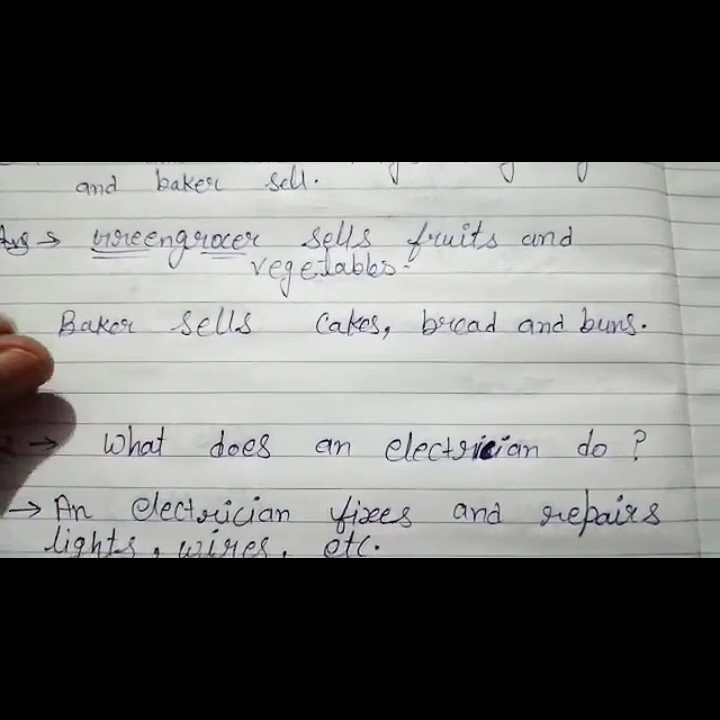 and baker sell.
Ans → Greengrocer sells fruits and
vegetables.
Baker sells Cakes, bread and buns.
→ What does an electrician do ?
→ An electrician fixes and repairs
lights, wires, etc.